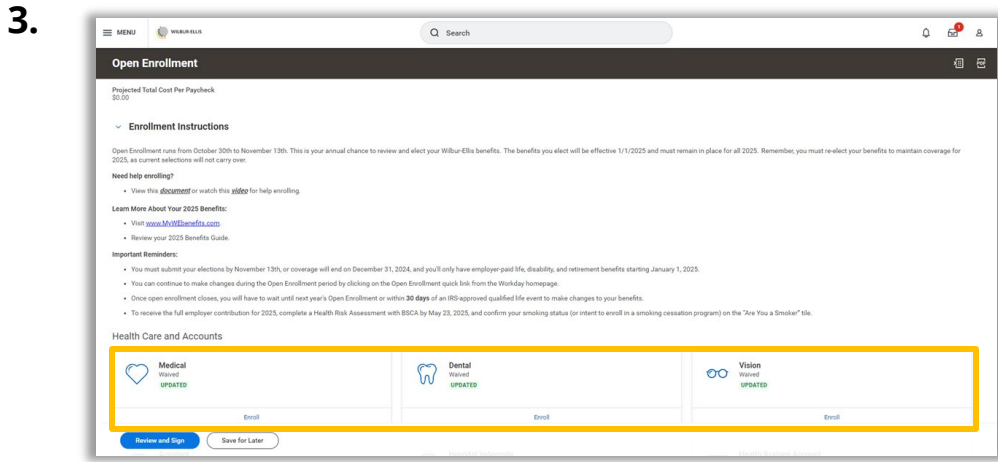 3.
MENU
WILBUR-ELLIS
Search
1
Open Enrollment
Projected Total Cost Per Paycheck
$0.00
Enrollment Instructions
Open Enrollment runs from October 30th to November 13th. This is your annual chance to review and elect your Wilbur-Ellis benefits. The benefits you elect will be effective 1/1/2025 and must remain in place for all 2025. Remember, you must re-elect your benefits to maintain coverage for
2025, as current selections will not carry over.
Need help enrolling?
• View this document or watch this video for help enrolling.
Learn More About Your 2025 Benefits:
• Visit www.MyWEbenefits.com.
• Review your 2025 Benefits Guide.
Important Reminders:
• You must submit your elections by November 13th, or coverage will end on December 31, 2024, and you'll only have employer-paid life, disability, and retirement benefits starting January 1, 2025.
• You can continue to make changes during the Open Enrollment period by clicking on the Open Enrollment quick link from the Workday homepage.
• Once open enrollment closes, you will have to wait until next year's Open Enrollment or within 30 days of an IRS-approved qualified life event to make changes to your benefits.
• To receive the full employer contribution for 2025, complete a Health Risk Assessment with BSCA by May 23, 2025, and confirm your smoking status (or intent to enroll in a smoking cessation program) on the "Are You a Smoker" tile.
Health Care and Accounts
Medical
Waived
UPDATED
Enroll
Dental
Waived
UPDATED
Enroll
Vision
Waived
UPDATED
Enroll
Review and Sign
Save for Later